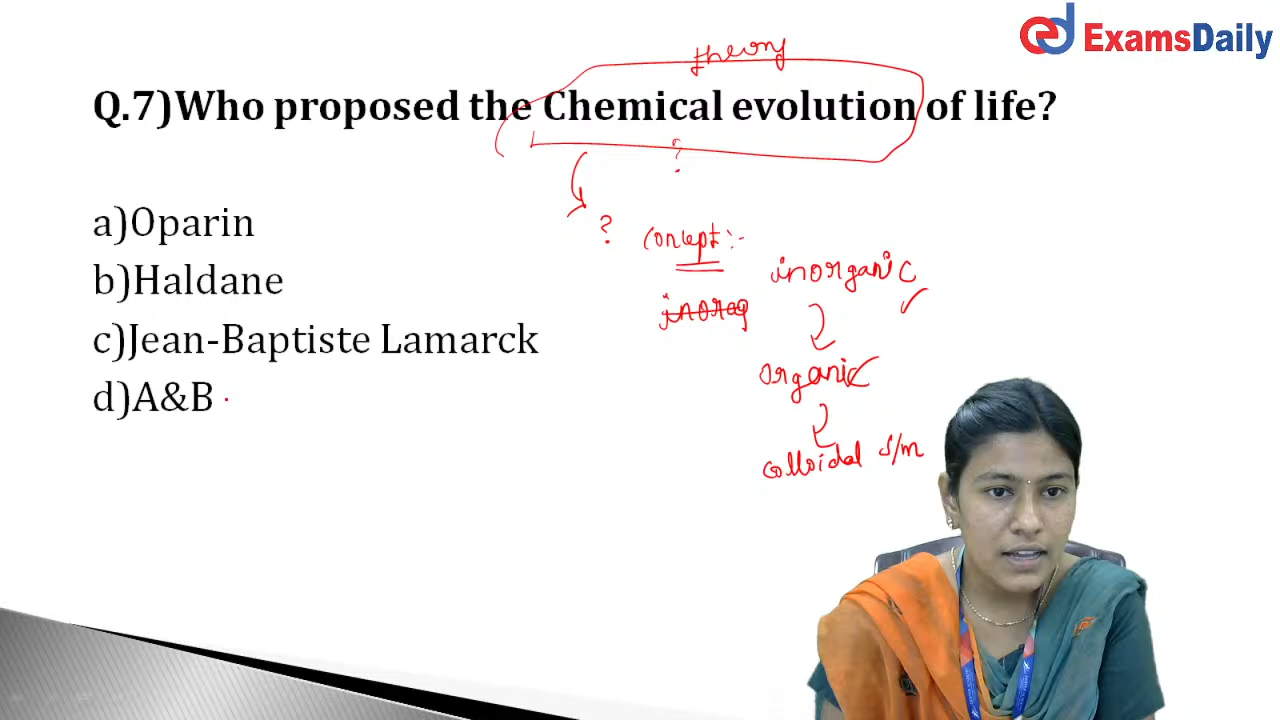 ExamsDaily
theory
Q.7)Who proposed the Chemical evolution of life?
?
a)Oparin
? concept :-
inorganic
b)Haldane
c)Jean-Baptiste Lamarck
organic
d)A&B
colloidal s/m